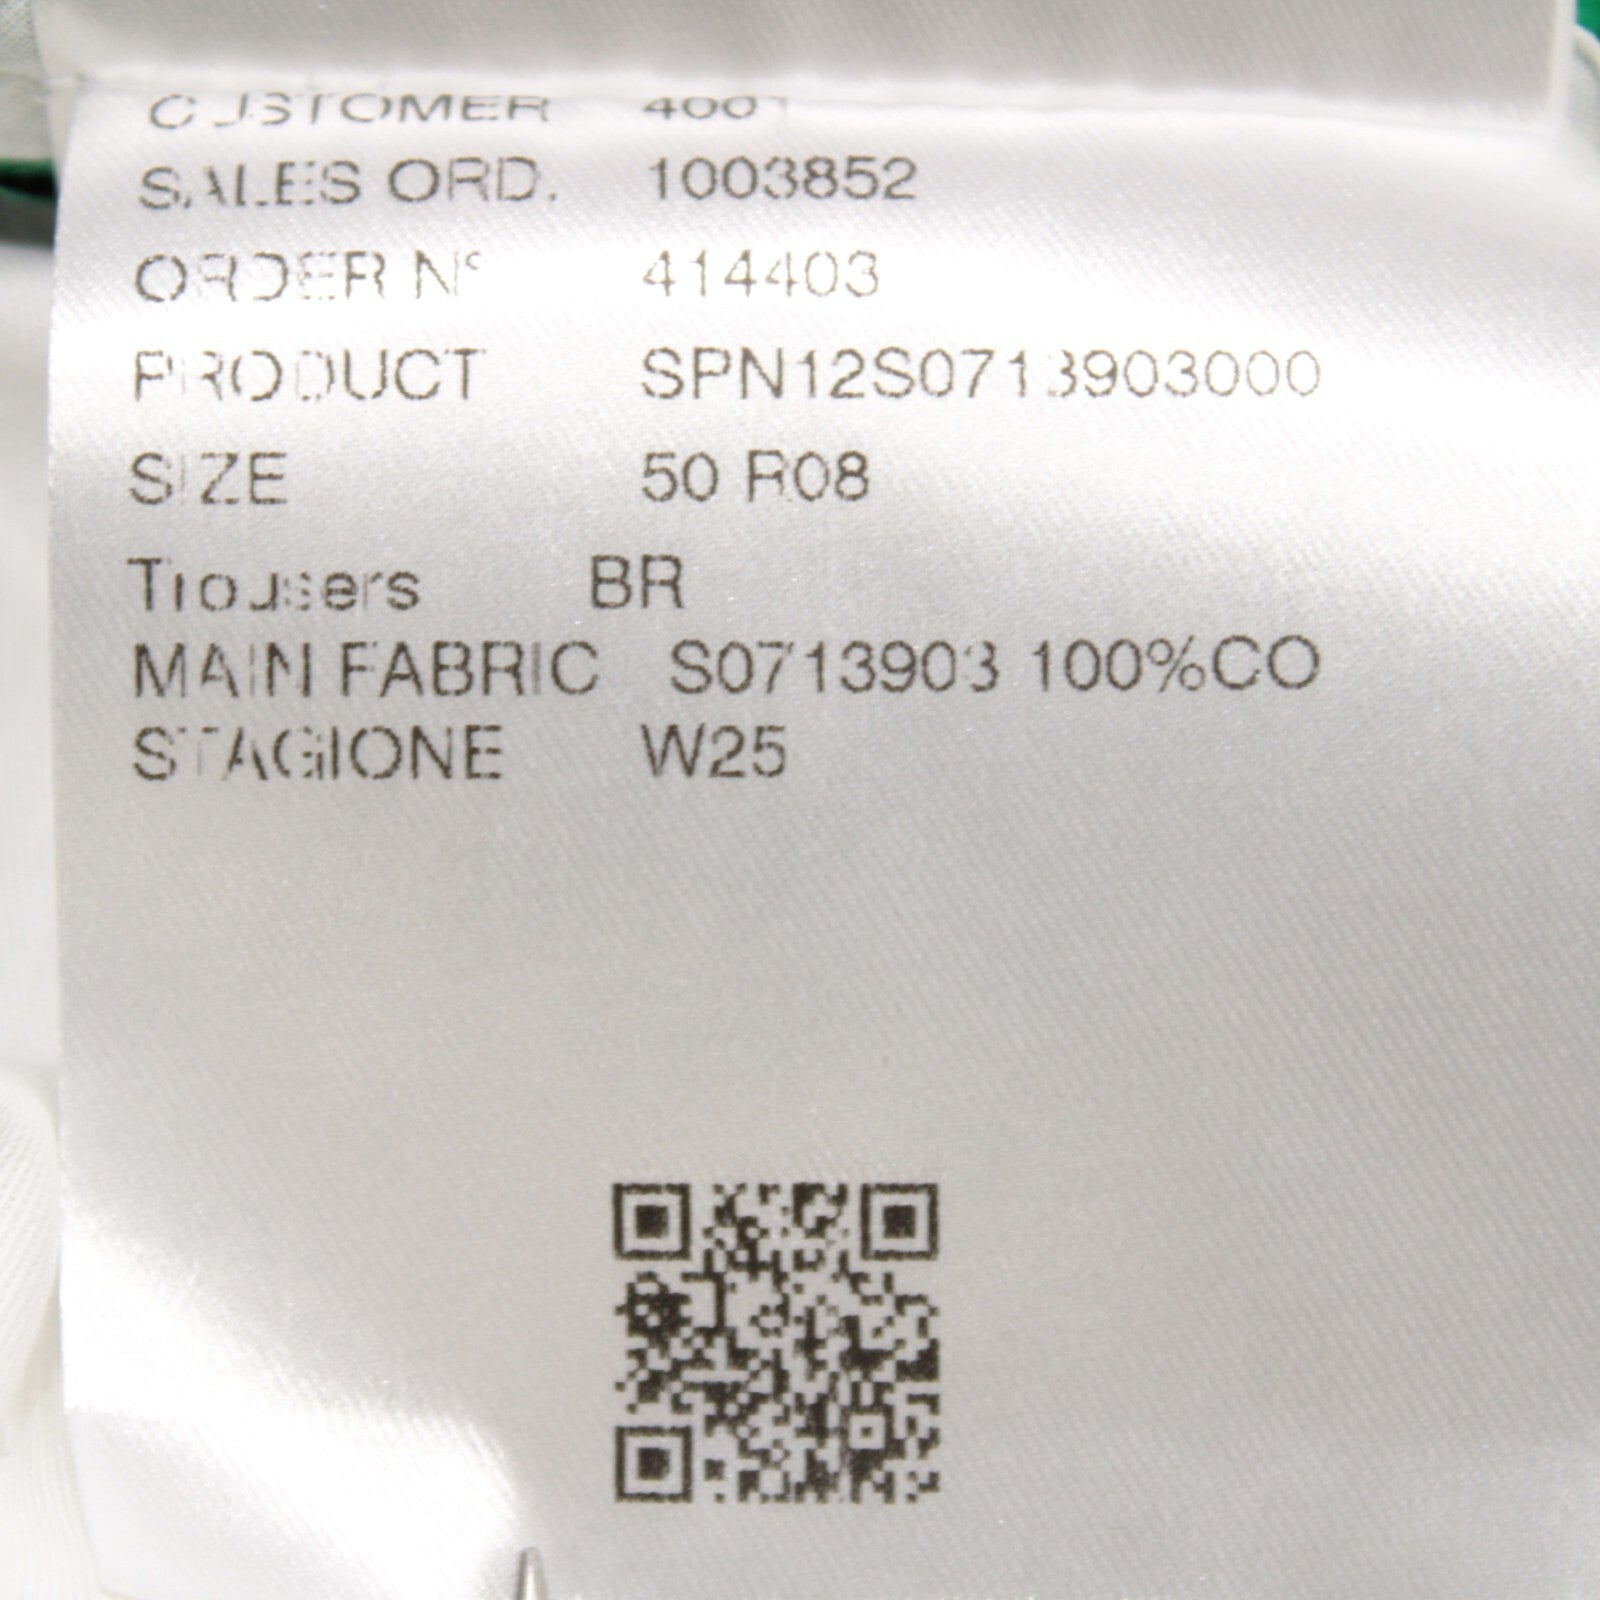 CUSTOMER 4001
SALES ORD. 1003852
ORDER N° 414403
PRODUCT SPN12S0713903000
SIZE 50 R08
Trousers BR
MAIN FABRIC S0713903 100%CO
STAGIONE W25